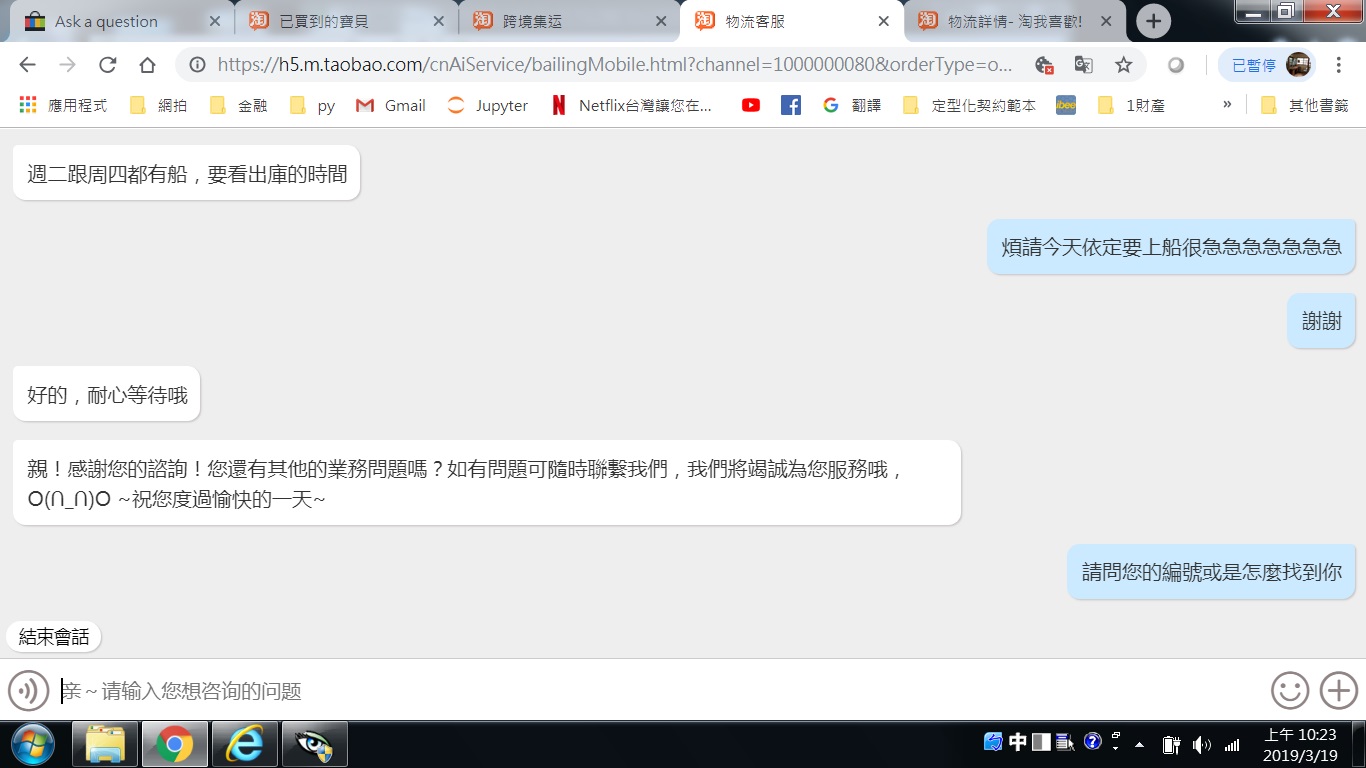 Ask a question
已買到的寶貝
跨境集运
物流客服
物流詳情- 淘我喜歡!
https://h5.m.taobao.com/cnAiService/bailingMobile.html?channel=1000000080&orderType=o...
已暫停
應用程式
網拍
金融
py
Gmail
Jupyter
Netflix台灣讓您在...
翻譯
定型化契約範本
1財產
»
其他書籤
週二跟周四都有船，要看出庫的時間
煩請今天依定要上船很急急急急急急急
謝謝
好的，耐心等待哦
親！感謝您的諮詢！您還有其他的業務問題嗎？如有問題可隨時聯繫我們，我們將竭誠為您服務哦，
O(∩_∩)O ~祝您度過愉快的一天~
請問您的編號或是怎麼找到你
結束會話
亲～请输入您想咨询的问题
中
上午 10:23
2019/3/19